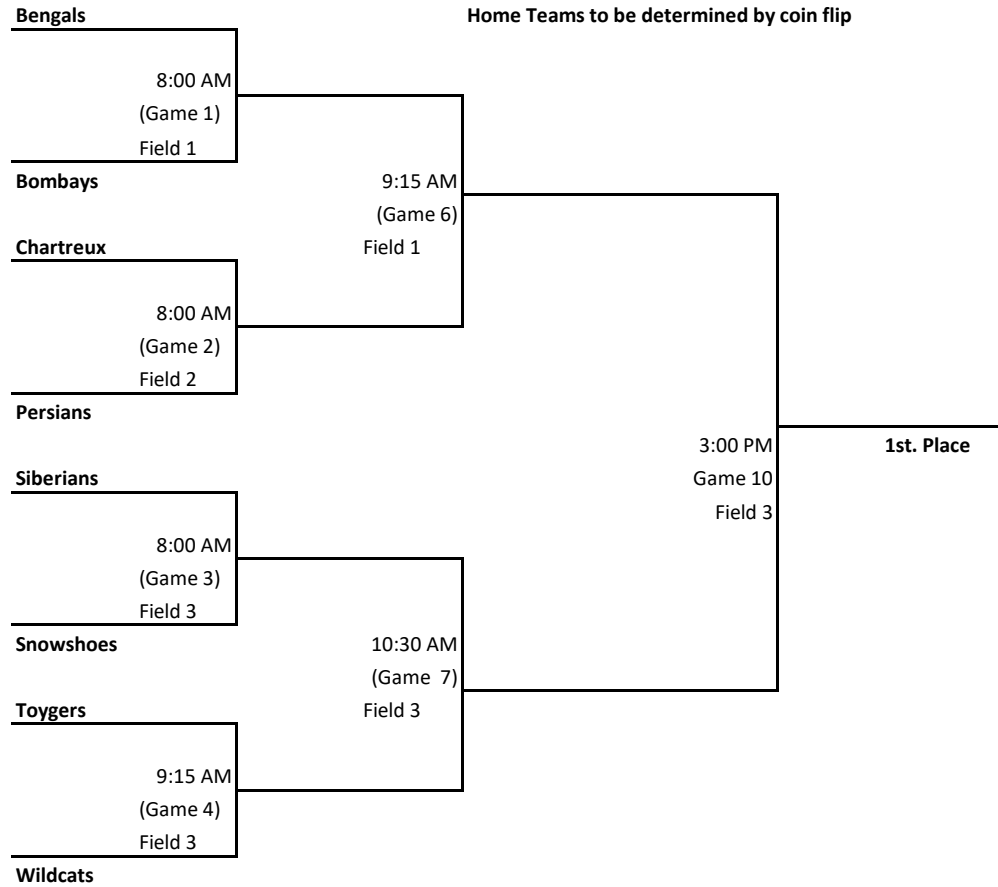 Bengals
Home Teams to be determined by coin flip
8:00 AM
(Game 1)
Field 1
Bombays
9:15 AM
(Game 6)
Field 1
Chartreux
8:00 AM
(Game 2)
Field 2
Persians
3:00 PM
Game 10
Field 3
1st. Place
Siberians
8:00 AM
(Game 3)
Field 3
Snowshoes
10:30 AM
(Game  7)
Field 3
Toygers
9:15 AM
(Game 4)
Field 3
Wildcats